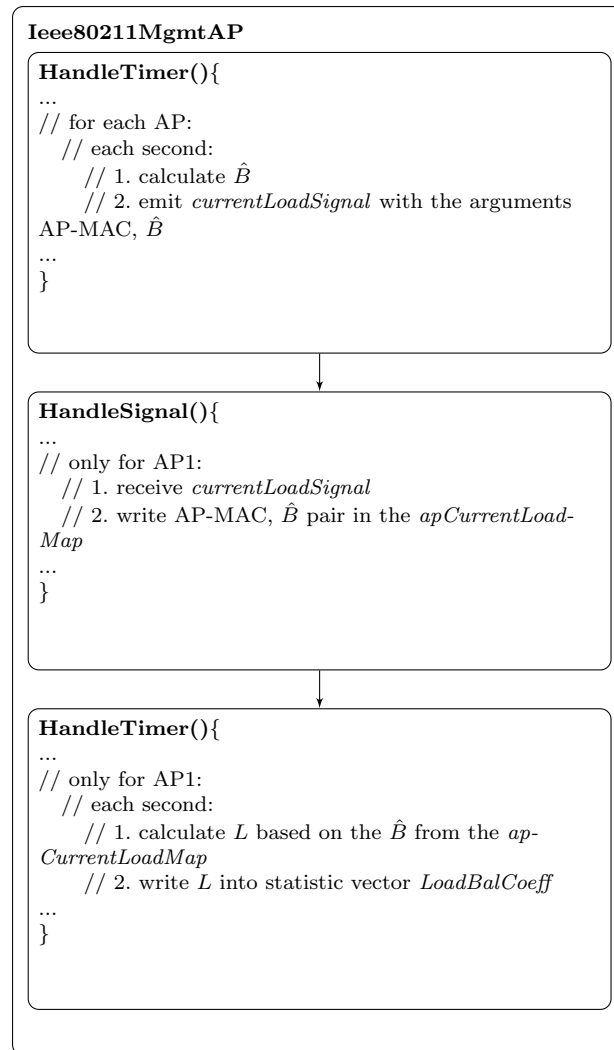 Ieee80211MgmtAP
HandleTimer(){
...
// for each AP:
// each second:
// 1. calculate B̂
// 2. emit currentLoadSignal with the arguments
AP-MAC, B̂
...
}
HandleSignal(){
...
// only for AP1:
// 1. receive currentLoadSignal
// 2. write AP-MAC, B̂ pair in the apCurrentLoad-
Map
...
}
HandleTimer(){
...
// only for AP1:
// each second:
// 1. calculate L based on the B̂ from the ap-
CurrentLoadMap
// 2. write L into statistic vector LoadBalCoeff
...
}